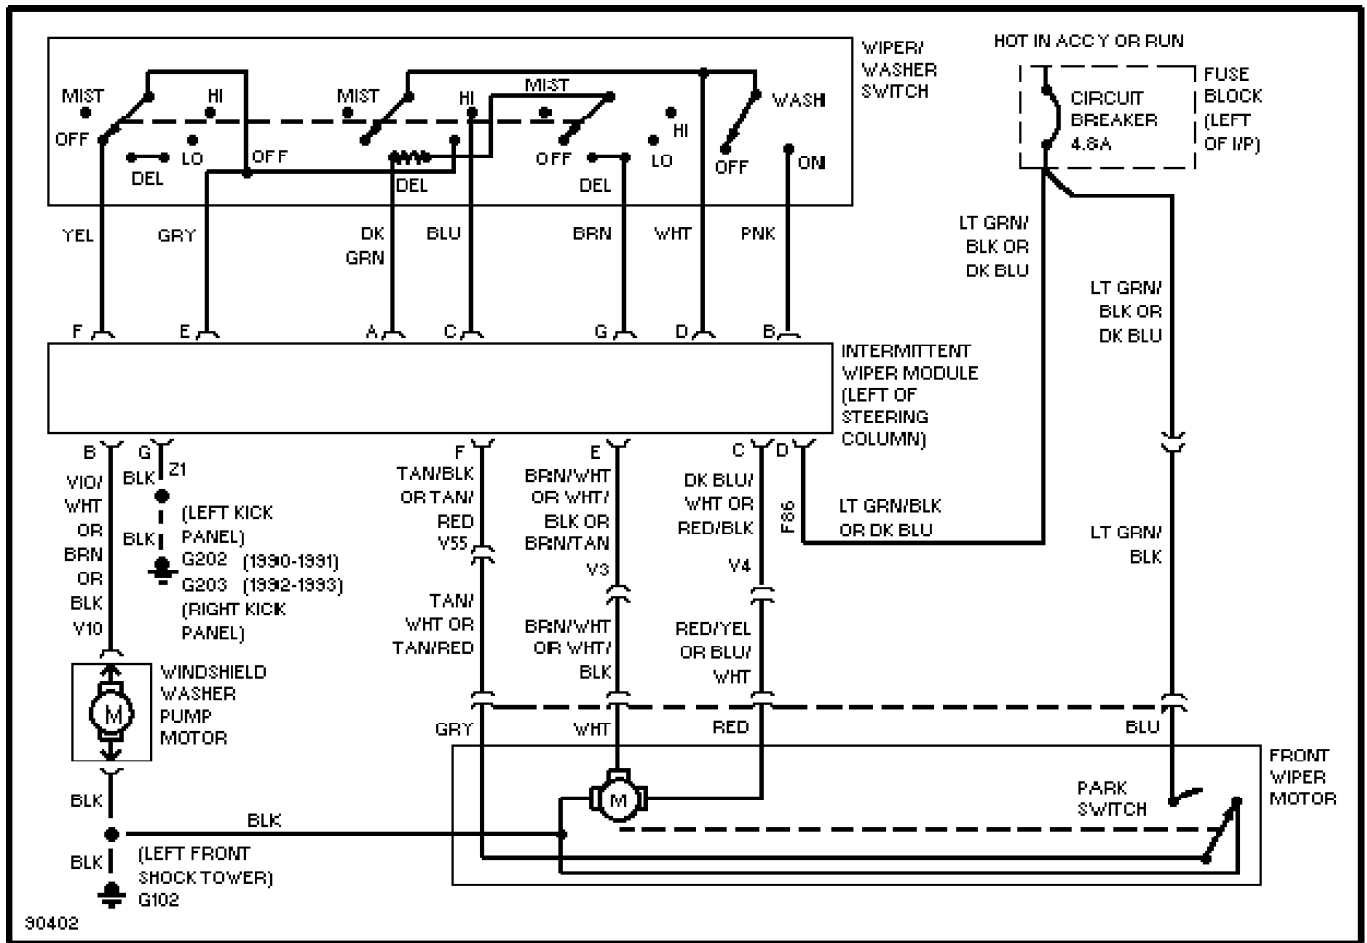 HOT IN ACCY OR RUN
WIPER/
WASHER
SWITCH
FUSE
BLOCK
(LEFT
OF I/P)
CIRCUIT
BREAKER
4.8A
MIST
HI
OFF
LO
DEL
OFF
MIST
HI
DEL
MIST
HI
OFF
LO
DEL
WASH
OFF
ON
YEL
GRY
DK
GRN
BLU
BRN
WHT
PNK
LT GRN/
BLK OR
DK BLU
LT GRN/
BLK OR
DK BLU
F
E
A
C
G
D
B
INTERMITTENT
WIPER MODULE
(LEFT OF
STEERING
COLUMN)
B
G
F
E
C
D
VIO/
WHT
OR
BRN
OR
BLK
V10
BLK
Z1
BLK
(LEFT KICK
PANEL)
G202 (1990-1991)
G203 (1992-1993)
(RIGHT KICK
PANEL)
TAN/BLK
OR TAN/
RED
V55
BRN/WHT
OR WHT/
BLK OR
BRN/TAN
V3
DK BLU/
WHT OR
RED/BLK
V4
F86
LT GRN/BLK
OR DK BLU
LT GRN/
BLK
TAN/
WHT OR
TAN/RED
BRN/WHT
OR WHT/
BLK
RED/YEL
OR BLU/
WHT
WINDSHIELD
WASHER
PUMP
MOTOR
M
GRY
WHT
RED
BLU
FRONT
WIPER
MOTOR
M
PARK
SWITCH
BLK
BLK
BLK
(LEFT FRONT
SHOCK TOWER)
G102
90402